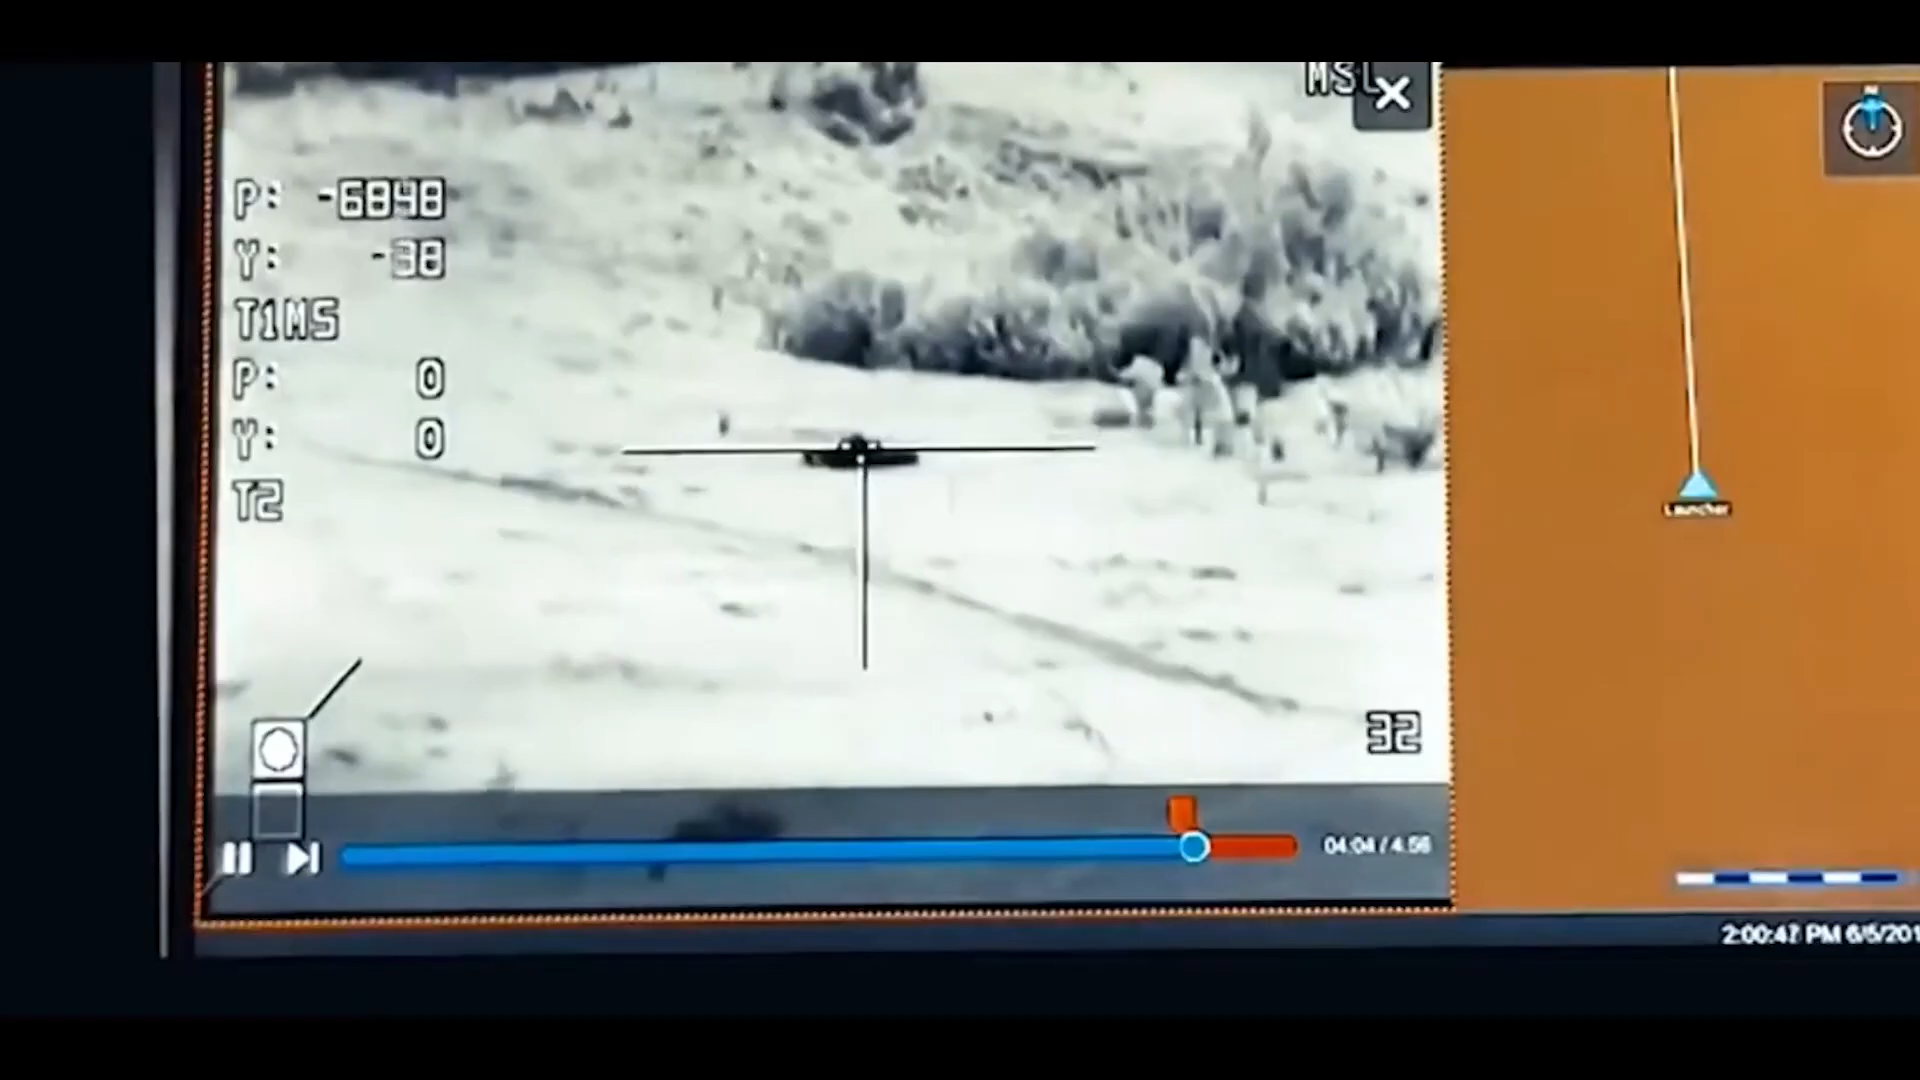 MSL
P: -6848
Y: -38
T1MS
P: 0
Y: 0
T2
Launcher
32
04:04 / 4:56
2:00:47 PM 6/5/201